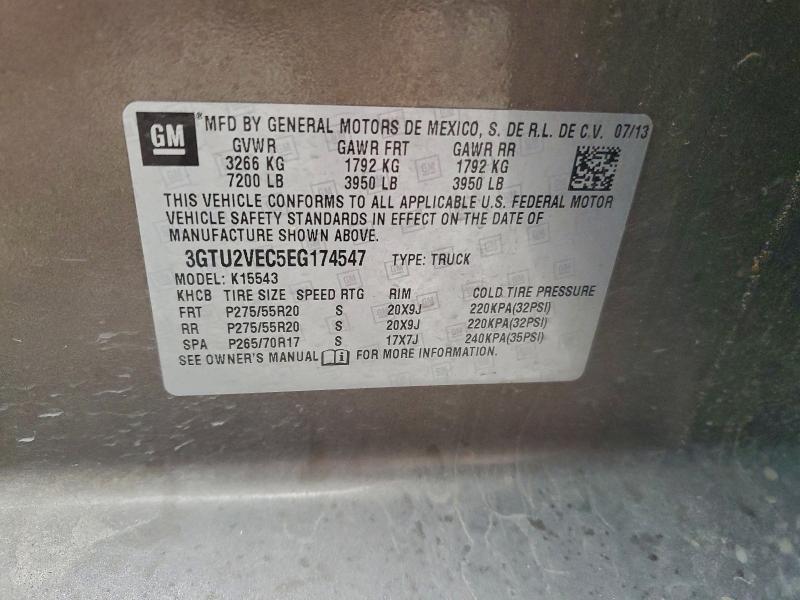 GM ® MFD BY GENERAL MOTORS DE MEXICO, S. DE R.L. DE C.V. 07/13
GVWR GAWR FRT GAWR RR
3266 KG 1792 KG 1792 KG
7200 LB 3950 LB 3950 LB
THIS VEHICLE CONFORMS TO ALL APPLICABLE U.S. FEDERAL MOTOR
VEHICLE SAFETY STANDARDS IN EFFECT ON THE DATE OF
MANUFACTURE SHOWN ABOVE.
3GTU2VEC5EG174547 TYPE: TRUCK
MODEL: K15543
KHCB TIRE SIZE SPEED RTG RIM COLD TIRE PRESSURE
FRT P275/55R20 S 20X9J 220KPA(32PSI)
RR P275/55R20 S 20X9J 220KPA(32PSI)
SPA P265/70R17 S 17X7J 240KPA(35PSI)
SEE OWNER'S MANUAL i FOR MORE INFORMATION.